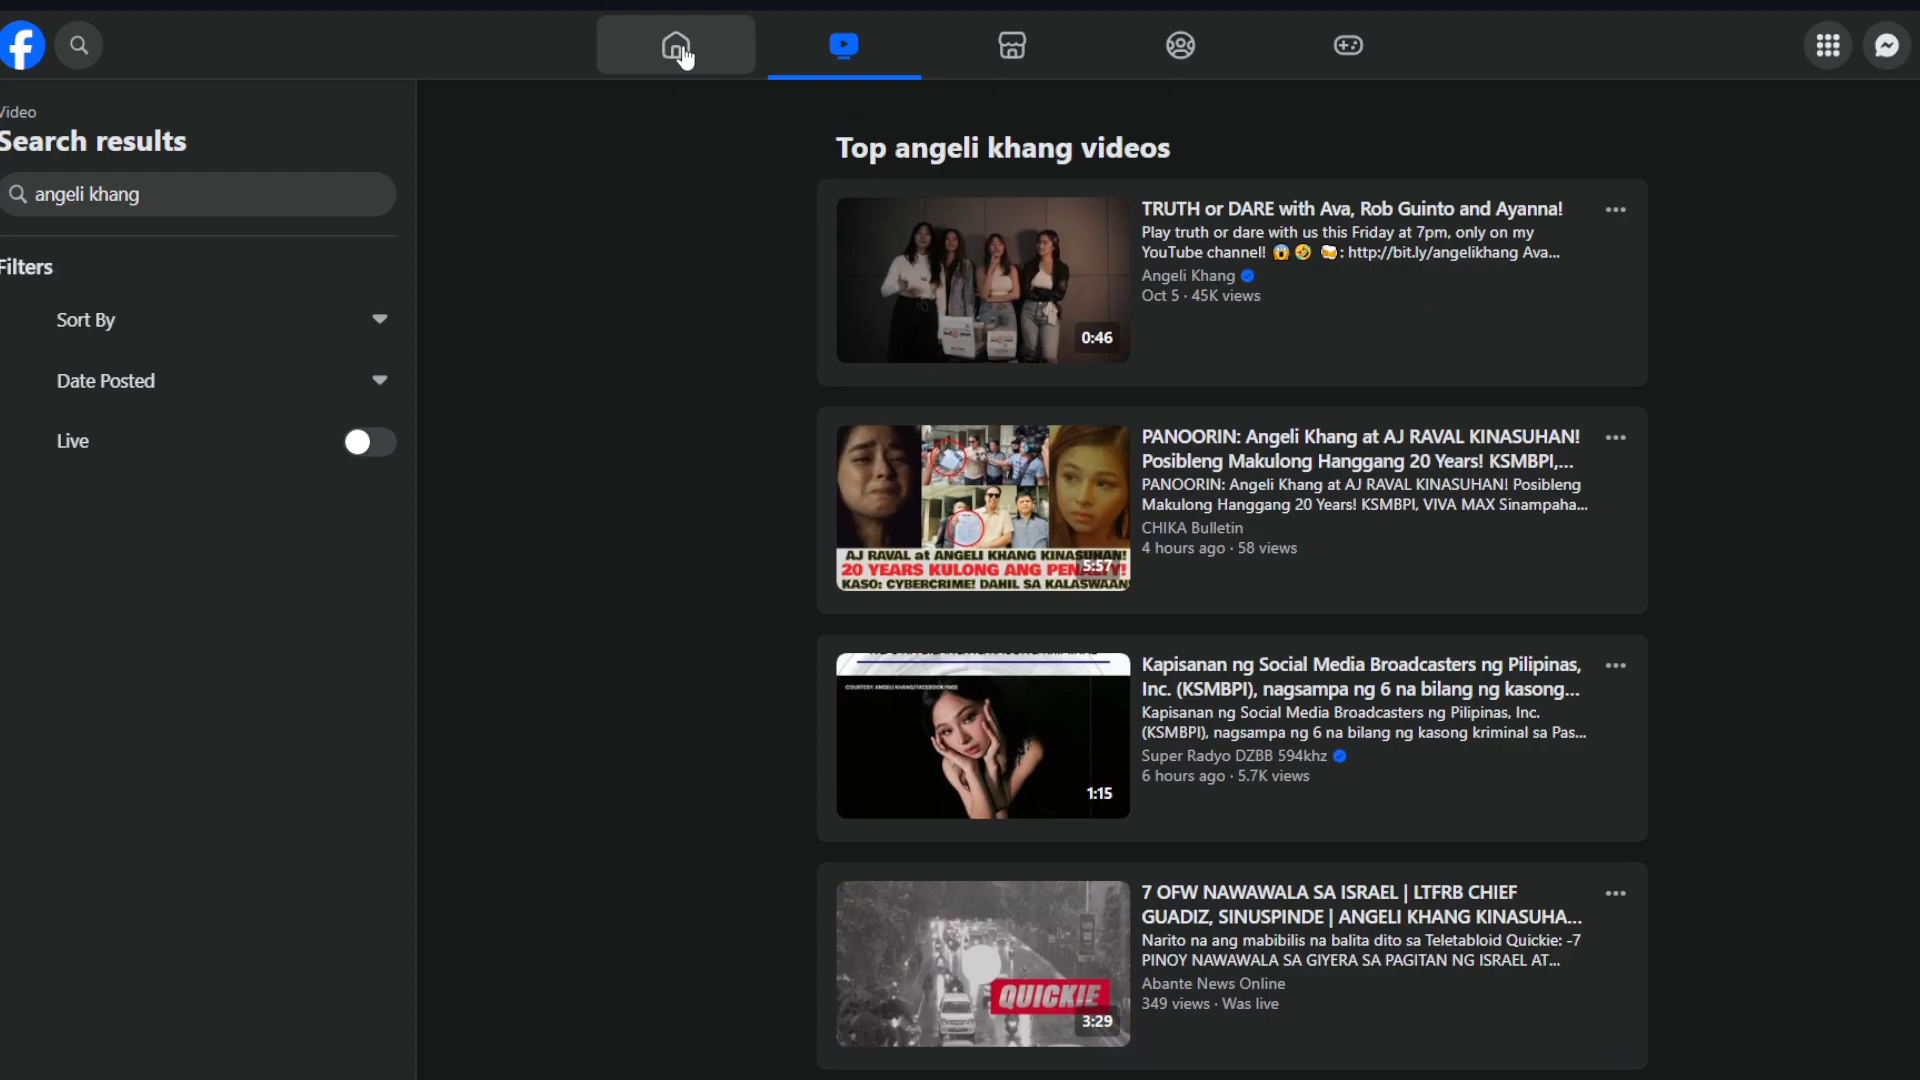 Video
Search results
angeli khang
Filters
Sort By
Date Posted
Live
Top angeli khang videos
TRUTH or DARE with Ava, Rob Guinto and Ayanna!
Play truth or dare with us this Friday at 7pm, only on my
YouTube channel! 😱 🤣 🍻: http://bit.ly/angelikhang Ava...
Angeli Khang
Oct 5 · 45K views
0:46
PANOORIN: Angeli Khang at AJ RAVAL KINASUHAN!
Posibleng Makulong Hanggang 20 Years! KSMBPI,...
PANOORIN: Angeli Khang at AJ RAVAL KINASUHAN! Posibleng
Makulong Hanggang 20 Years! KSMBPI, VIVA MAX Sinampaha...
CHIKA Bulletin
4 hours ago · 58 views
AJ RAVAL at ANGELI KHANG KINASUHAN!
20 YEARS KULONG ANG PENALTY!
5:57
KASO: CYBERCRIME! DAHIL SA KALASWAAN
Kapisanan ng Social Media Broadcasters ng Pilipinas,
Inc. (KSMBPI), nagsampa ng 6 na bilang ng kasong...
Kapisanan ng Social Media Broadcasters ng Pilipinas, Inc.
(KSMBPI), nagsampa ng 6 na bilang ng kasong kriminal sa Pas...
Super Radyo DZBB 594khz
6 hours ago · 5.7K views
COURTESY: ANGELI KHANG/FACEBOOK PAGE
1:15
7 OFW NAWAWALA SA ISRAEL | LTFRB CHIEF
GUADIZ, SINUSPINDE | ANGELI KHANG KINASUHA...
Narito na ang mabibilis na balita dito sa Teletabloid Quickie: -7
PINOY NAWAWALA SA GIYERA SA PAGITAN NG ISRAEL AT...
Abante News Online
349 views · Was live
QUICKIE
3:29